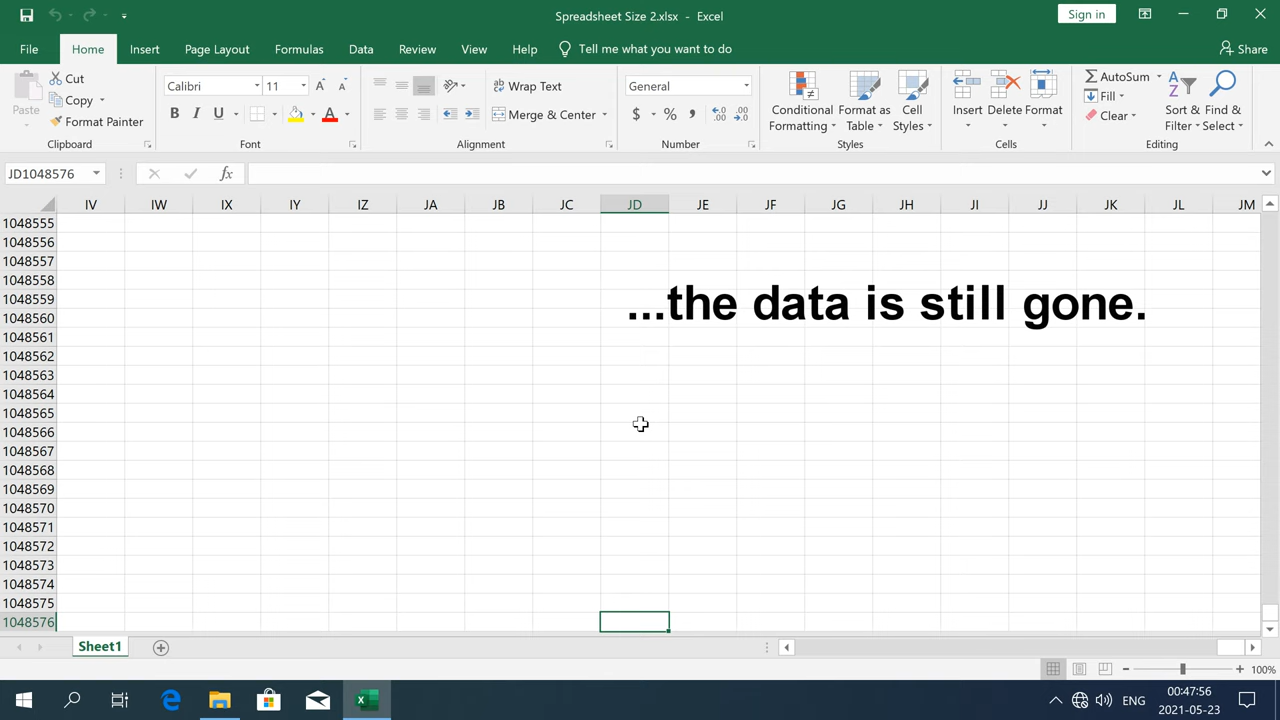 Spreadsheet Size 2.xlsx - Excel
Sign in
File Home Insert Page Layout Formulas Data Review View Help Tell me what you want to do Share
Paste
Cut
Copy
Format Painter
Clipboard
Calibri 11
B I U
Font
Wrap Text
Merge & Center
Alignment
General
$ % ,
Number
Conditional Formatting
Format as Table
Cell Styles
Styles
Insert Delete Format
Cells
AutoSum
Fill
Clear
Sort & Filter
Find & Select
Editing
JD1048576 fx
IV IW IX IY IZ JA JB JC JD JE JF JG JH JI JJ JK JL JM
1048555
1048556
1048557
1048558
1048559
...the data is still gone.
1048560
1048561
1048562
1048563
1048564
1048565
1048566
1048567
1048568
1048569
1048570
1048571
1048572
1048573
1048574
1048575
1048576
Sheet1
100%
ENG
00:47:56
2021-05-23